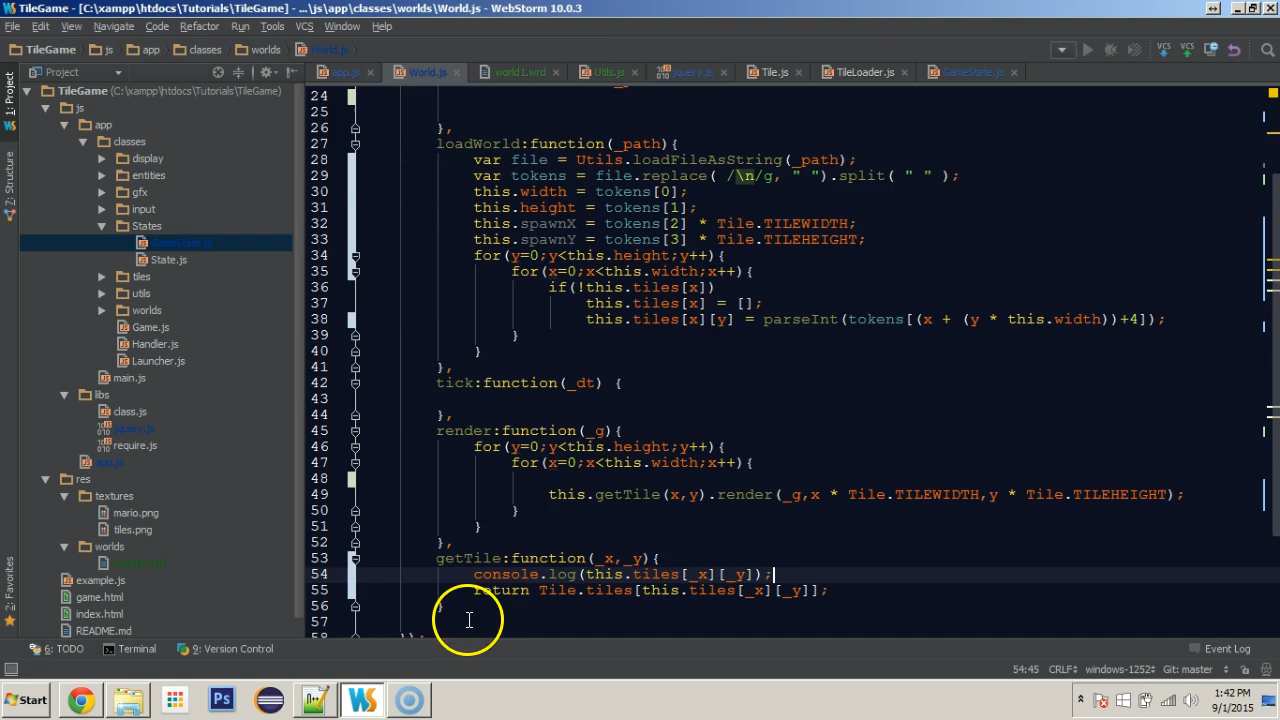 TileGame - [C:\xampp\htdocs\Tutorials\TileGame] - ...\js\app\classes\worlds\World.js - WebStorm 10.0.3
File Edit View Navigate Code Refactor Run Tools VCS Window Help
TileGame js app classes worlds World.js
VCS VCS
1: Project
7: Structure
2: Favorites
Project
app.js World.js world1.wrd Utils.js jquery.js Tile.js TileLoader.js GameState.js
TileGame (C:\xampp\htdocs\Tutorials\TileGame)
js
app
classes
display
entities
gfx
input
States
GameState.js
State.js
tiles
utils
worlds
Game.js
Handler.js
Launcher.js
main.js
libs
class.js
jquery.js
require.js
app.js
res
textures
mario.png
tiles.png
worlds
world1.wrd
example.js
game.html
index.html
README.md
24
25
26 },
27 loadWorld:function(_path){
28 var file = Utils.loadFileAsString(_path);
29 var tokens = file.replace( /\n/g, " ").split( " " );
30 this.width = tokens[0];
31 this.height = tokens[1];
32 this.spawnX = tokens[2] * Tile.TILEWIDTH;
33 this.spawnY = tokens[3] * Tile.TILEHEIGHT;
34 for(y=0;y<this.height;y++){
35 for(x=0;x<this.width;x++){
36 if(!this.tiles[x])
37 this.tiles[x] = [];
38 this.tiles[x][y] = parseInt(tokens[(x + (y * this.width))+4]);
39 }
40 }
41 },
42 tick:function(_dt) {
43
44 },
45 render:function(_g){
46 for(y=0;y<this.height;y++){
47 for(x=0;x<this.width;x++){
48
49 this.getTile(x,y).render(_g,x * Tile.TILEWIDTH,y * Tile.TILEHEIGHT);
50 }
51 }
52 },
53 getTile:function(_x,_y){
54 console.log(this.tiles[_x][_y]);
55 return Tile.tiles[this.tiles[_x][_y]];
56 }
57
58 });
6: TODO Terminal 9: Version Control Event Log
54:45 CRLF windows-1252 Git: master
Start Ps WS 1:42 PM
9/1/2015